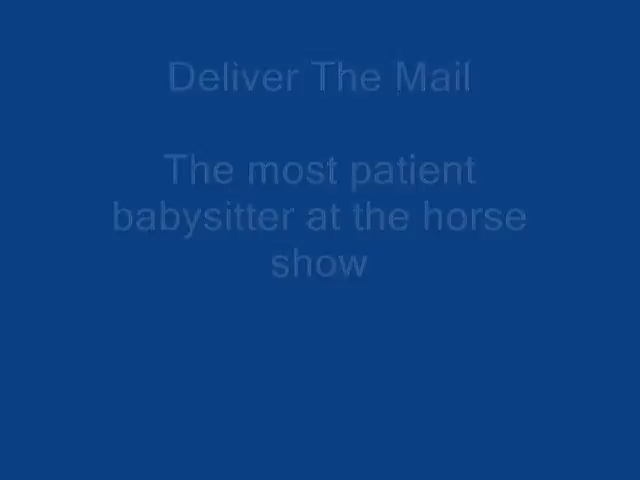 Deliver The Mail
The most patient
babysitter at the horse
show